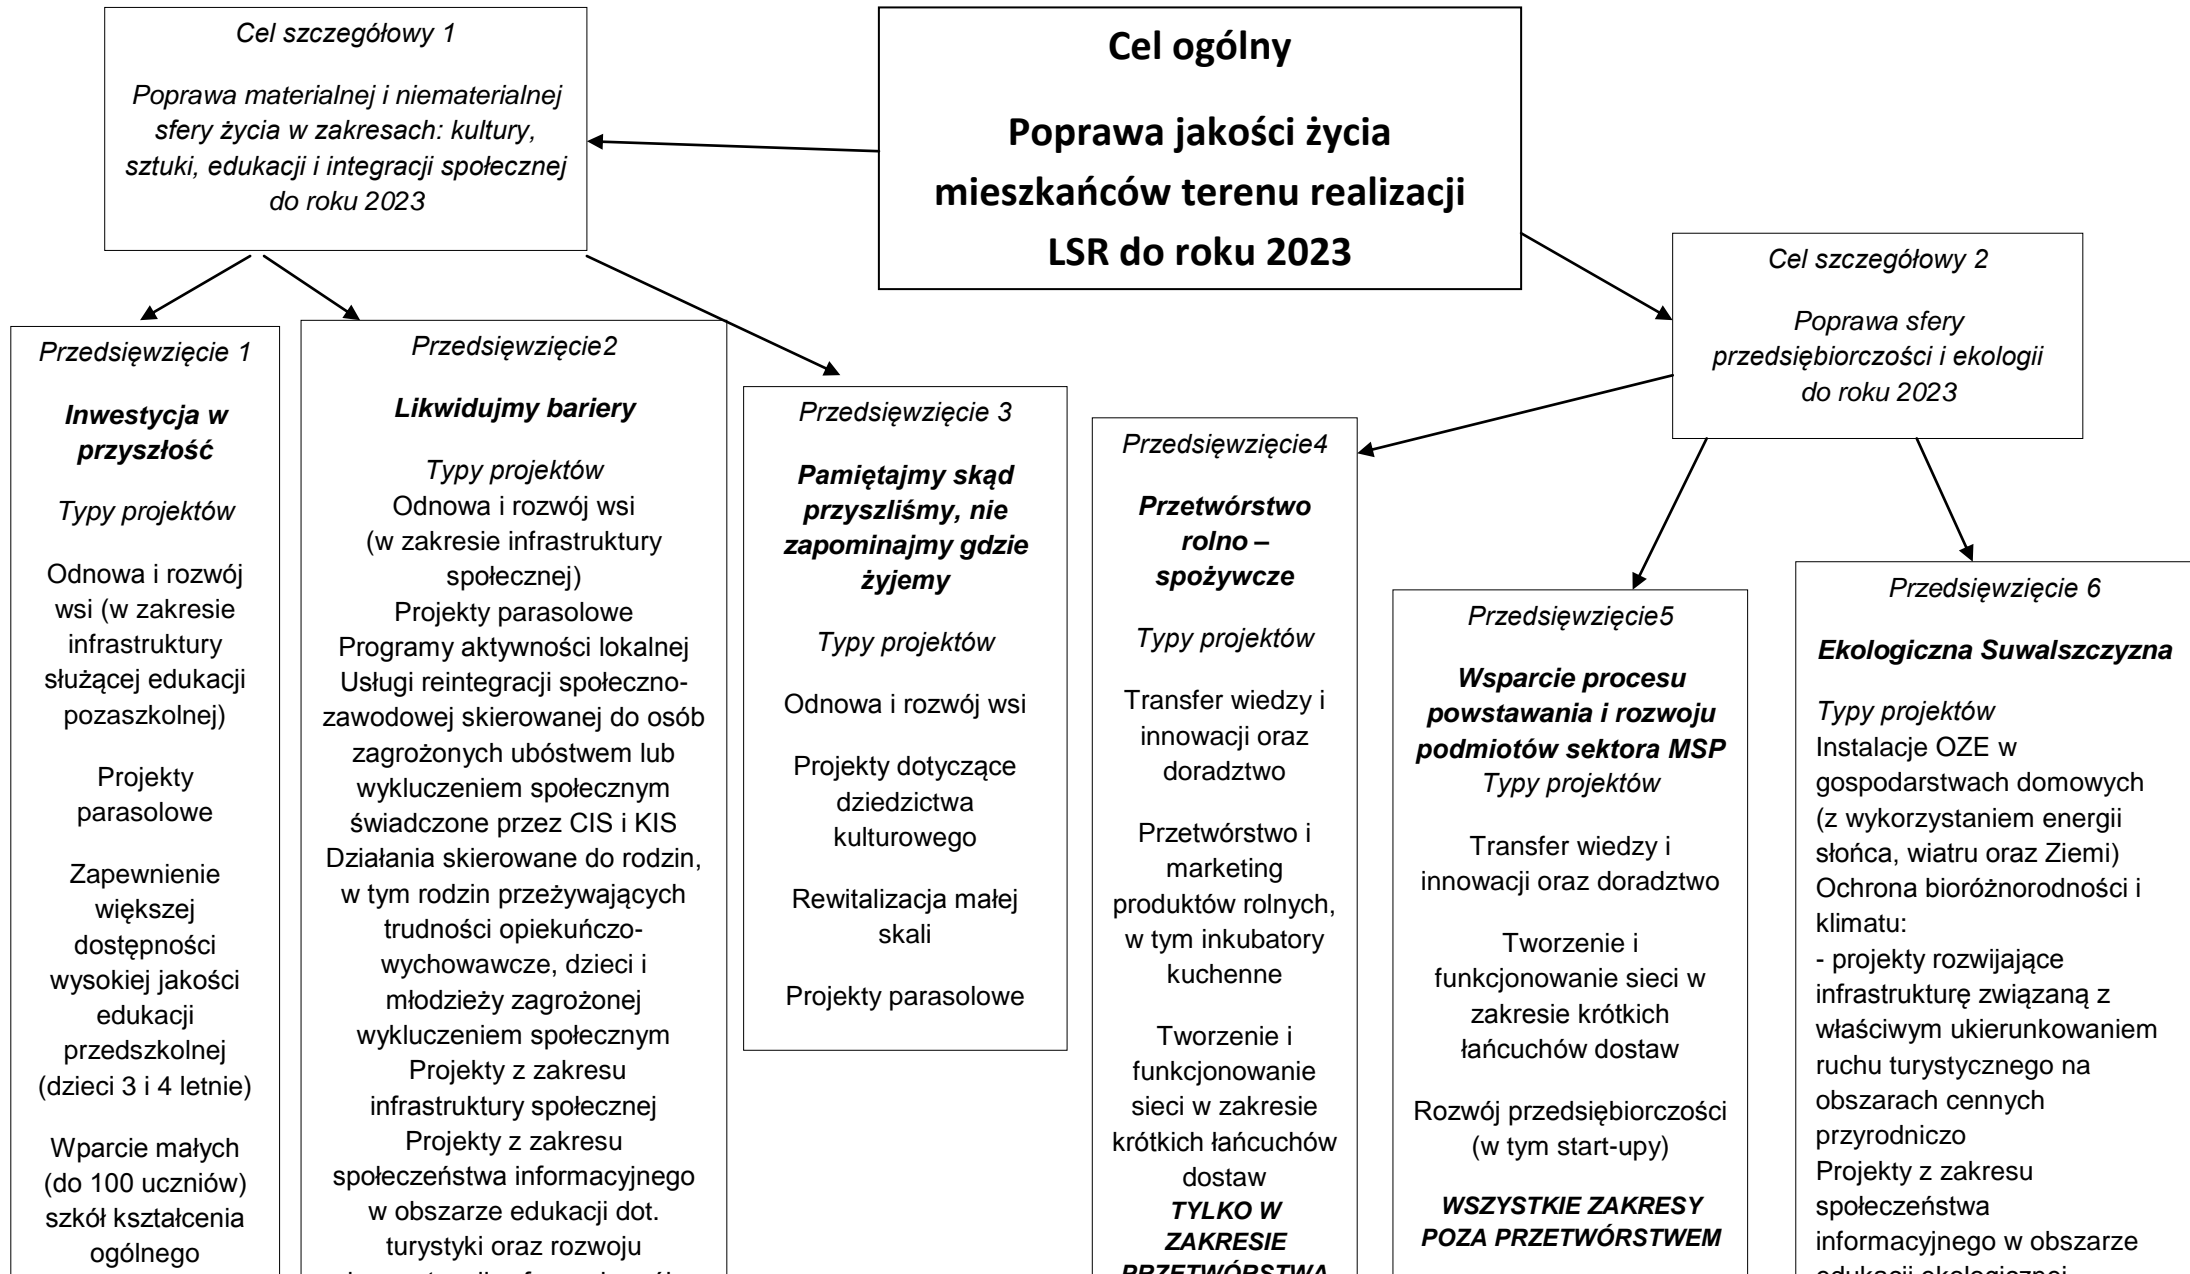 Cel szczegółowy 1
Poprawa materialnej i niematerialnej
sfery życia w zakresach: kultury,
sztuki, edukacji i integracji społecznej
do roku 2023
Cel ogólny
Poprawa jakości życia
mieszkańców terenu realizacji
LSR do roku 2023
Cel szczegółowy 2
Poprawa sfery
przedsiębiorczości i ekologii
do roku 2023
Przedsięwzięcie 1
Inwestycja w
przyszłość
Typy projektów
Odnowa i rozwój
wsi (w zakresie
infrastruktury
służącej edukacji
pozaszkolnej)
Projekty
parasolowe
Zapewnienie
większej
dostępności
wysokiej jakości
edukacji
przedszkolnej
(dzieci 3 i 4 letnie)
Wparcie małych
(do 100 uczniów)
szkół kształcenia
ogólnego
Przedsięwzięcie2
Likwidujmy bariery
Typy projektów
Odnowa i rozwój wsi
(w zakresie infrastruktury
społecznej)
Projekty parasolowe
Programy aktywności lokalnej
Usługi reintegracji społeczno-
zawodowej skierowanej do osób
zagrożonych ubóstwem lub
wykluczeniem społecznym
świadczone przez CIS i KIS
Działania skierowane do rodzin,
w tym rodzin przeżywających
trudności opiekuńczo-
wychowawcze, dzieci i
młodzieży zagrożonej
wykluczeniem społecznym
Projekty z zakresu
infrastruktury społecznej
Projekty z zakresu
społeczeństwa informacyjnego
w obszarze edukacji dot.
turystyki oraz rozwoju
Przedsięwzięcie 3
Pamiętajmy skąd
przyszliśmy, nie
zapominajmy gdzie
żyjemy
Typy projektów
Odnowa i rozwój wsi
Projekty dotyczące
dziedzictwa
kulturowego
Rewitalizacja małej
skali
Projekty parasolowe
Przedsięwzięcie4
Przetwórstwo
rolno –
spożywcze
Typy projektów
Transfer wiedzy i
innowacji oraz
doradztwo
Przetwórstwo i
marketing
produktów rolnych,
w tym inkubatory
kuchenne
Tworzenie i
funkcjonowanie
sieci w zakresie
krótkich łańcuchów
dostaw
TYLKO W
ZAKRESIE
PRZETWÓRSTWA
Przedsięwzięcie5
Wsparcie procesu
powstawania i rozwoju
podmiotów sektora MSP
Typy projektów
Transfer wiedzy i
innowacji oraz doradztwo
Tworzenie i
funkcjonowanie sieci w
zakresie krótkich
łańcuchów dostaw
Rozwój przedsiębiorczości
(w tym start-upy)
WSZYSTKIE ZAKRESY
POZA PRZETWÓRSTWEM
Przedsięwzięcie 6
Ekologiczna Suwalszczyzna
Typy projektów
Instalacje OZE w
gospodarstwach domowych
(z wykorzystaniem energii
słońca, wiatru oraz Ziemi)
Ochrona bioróżnorodności i
klimatu:
- projekty rozwijające
infrastrukturę związaną z
właściwym ukierunkowaniem
ruchu turystycznego na
obszarach cennych
przyrodniczo
Projekty z zakresu
społeczeństwa
informacyjnego w obszarze
edukacji ekologicznej